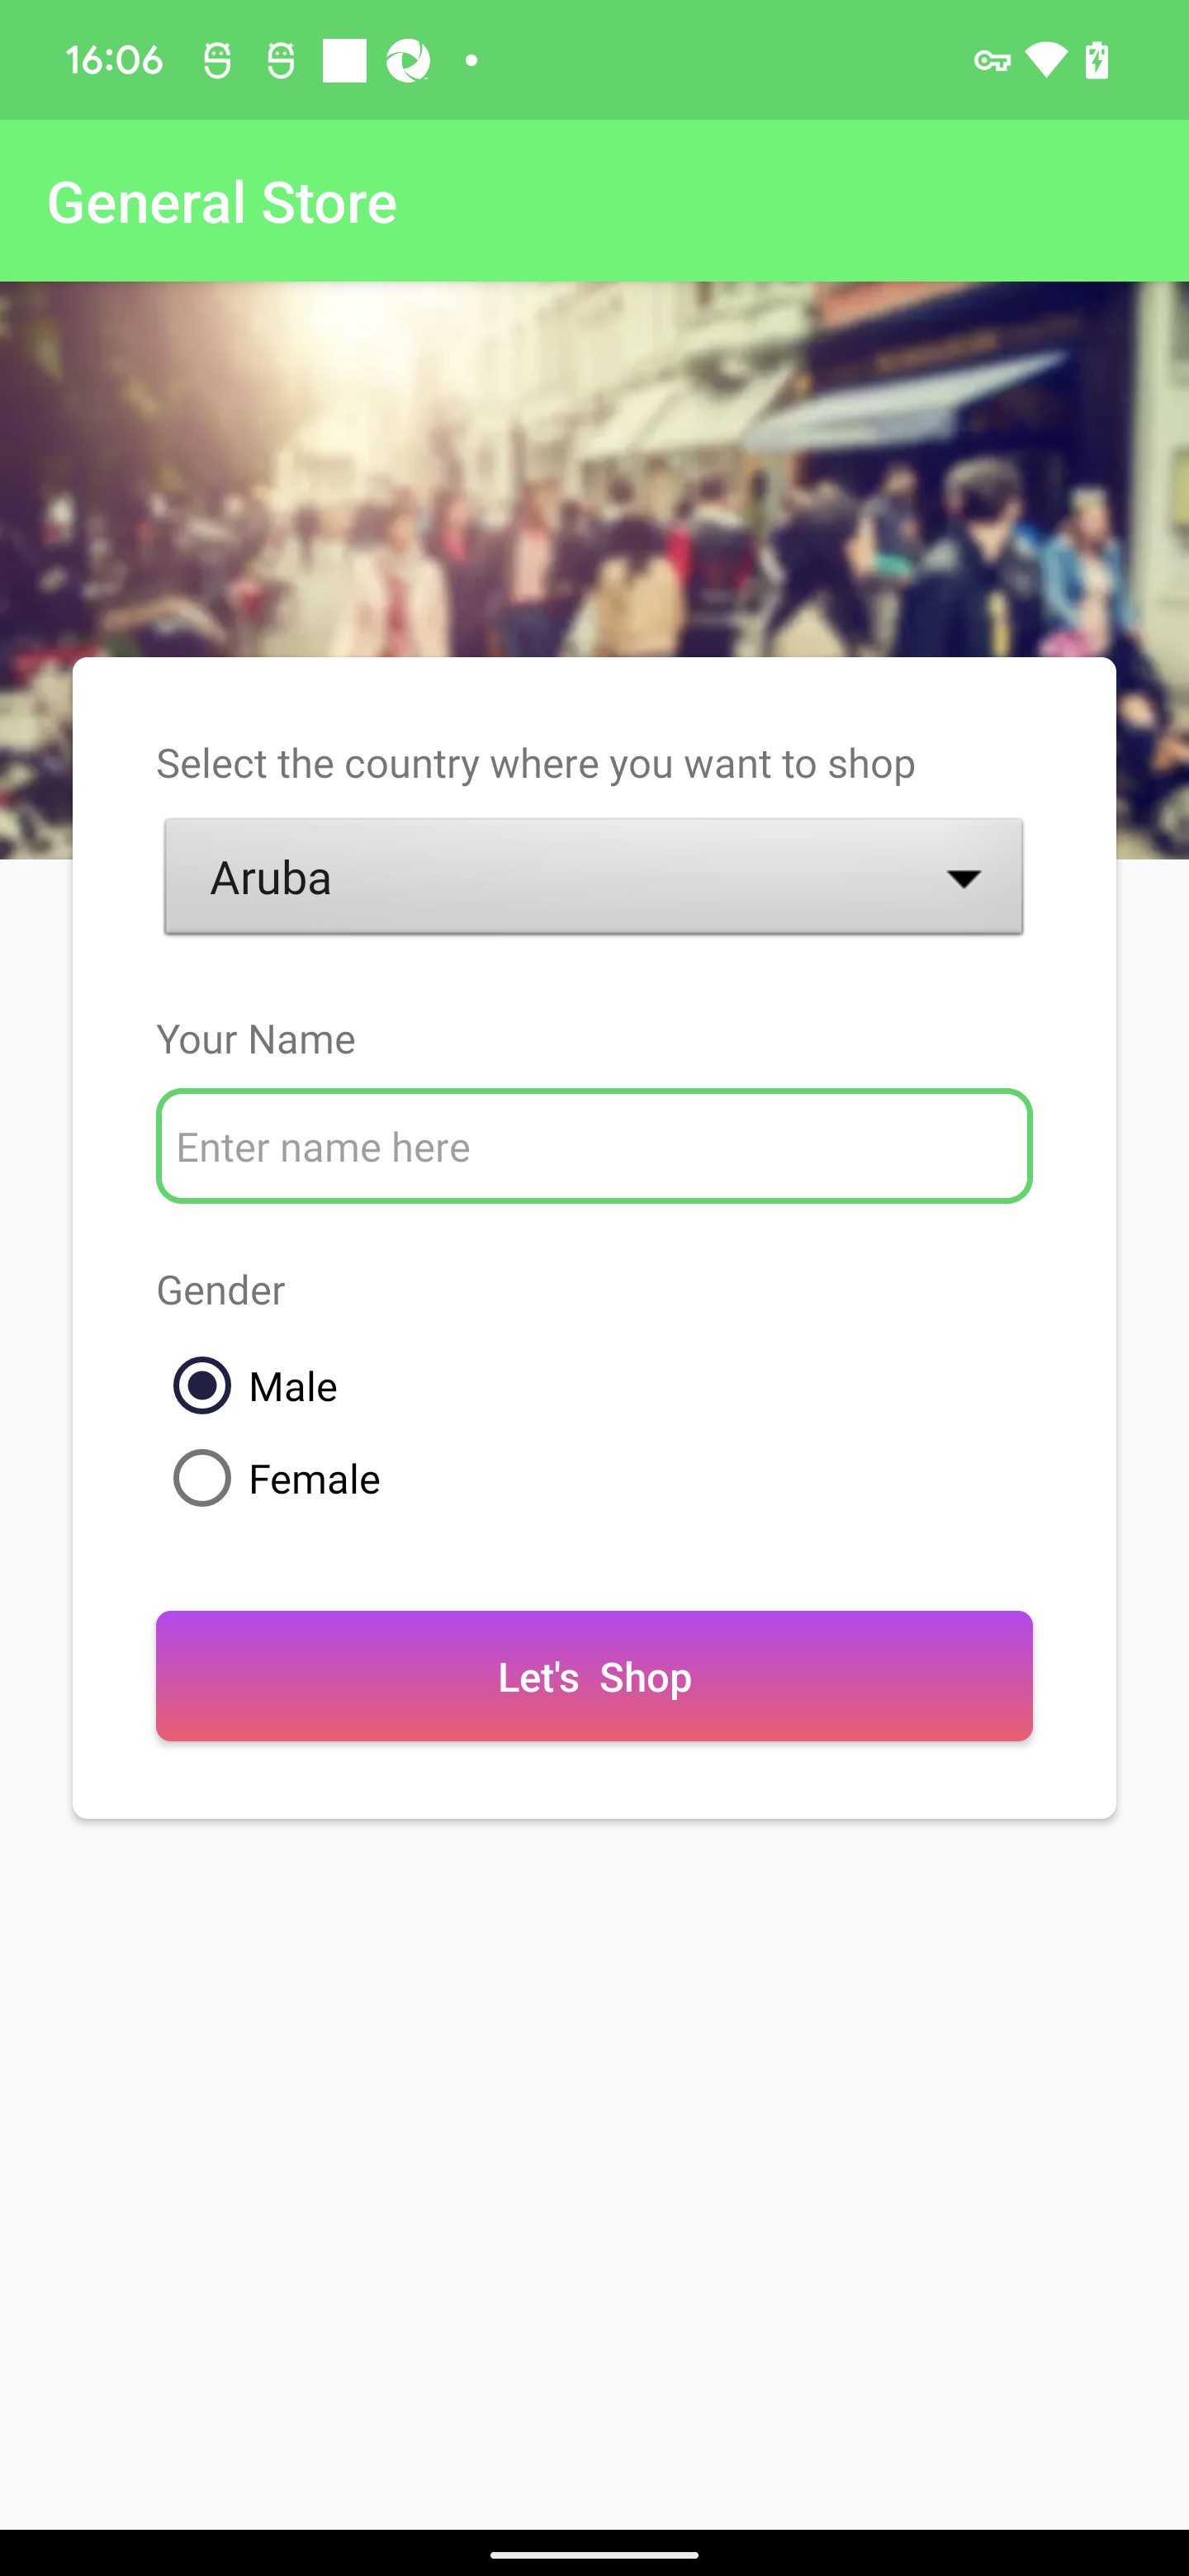 16:06
General Store
Select the country where you want to shop
Aruba
Your Name
Enter name here
Gender
Male
Female
Let's Shop